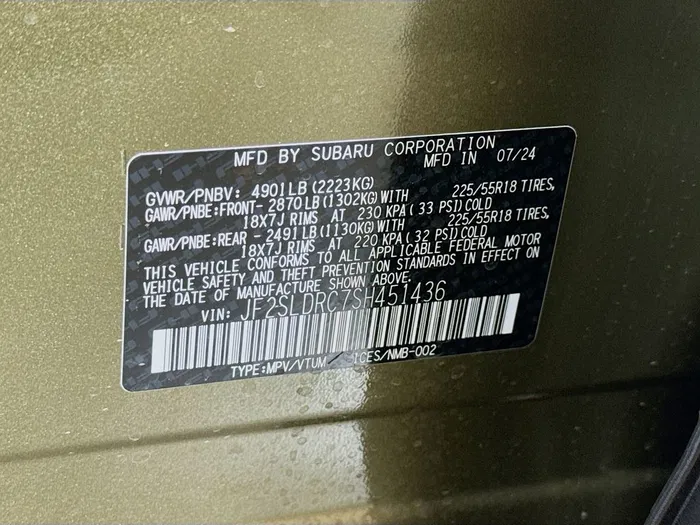 MFD BY SUBARU CORPORATION
MFD IN 07/24
GVWR/PNBV: 4901LB(2223KG)
GAWR/PNBE:FRONT- 2870LB(1302KG)WITH 225/55R18 TIRES,
18X7J RIMS AT 230 KPA( 33 PSI)COLD
GAWR/PNBE:REAR - 2491LB(1130KG)WITH 225/55R18 TIRES,
18X7J RIMS AT 220 KPA( 32 PSI)COLD
THIS VEHICLE CONFORMS TO ALL APPLICABLE FEDERAL MOTOR
VEHICLE SAFETY AND THEFT PREVENTION STANDARDS IN EFFECT ON
THE DATE OF MANUFACTURE SHOWN ABOVE.
VIN: JF2SLDRC7SH451436
TYPE:MPV/VTUM / ICES/NMB-002